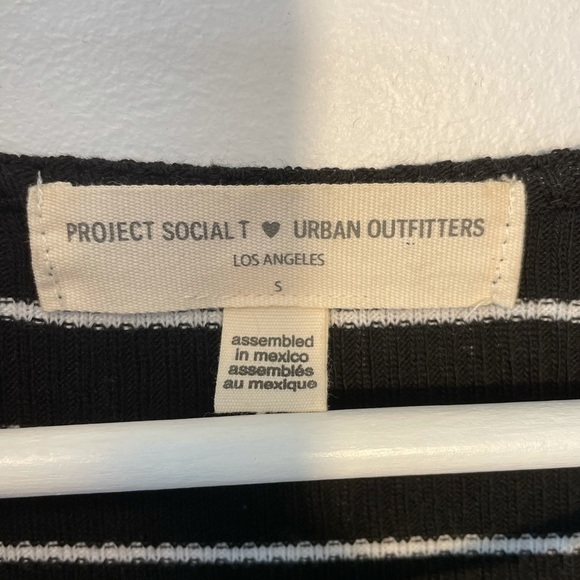 PROJECT SOCIAL T ♥ URBAN OUTFITTERS
LOS ANGELES
S
assembled
in mexico
assemblés
au mexique